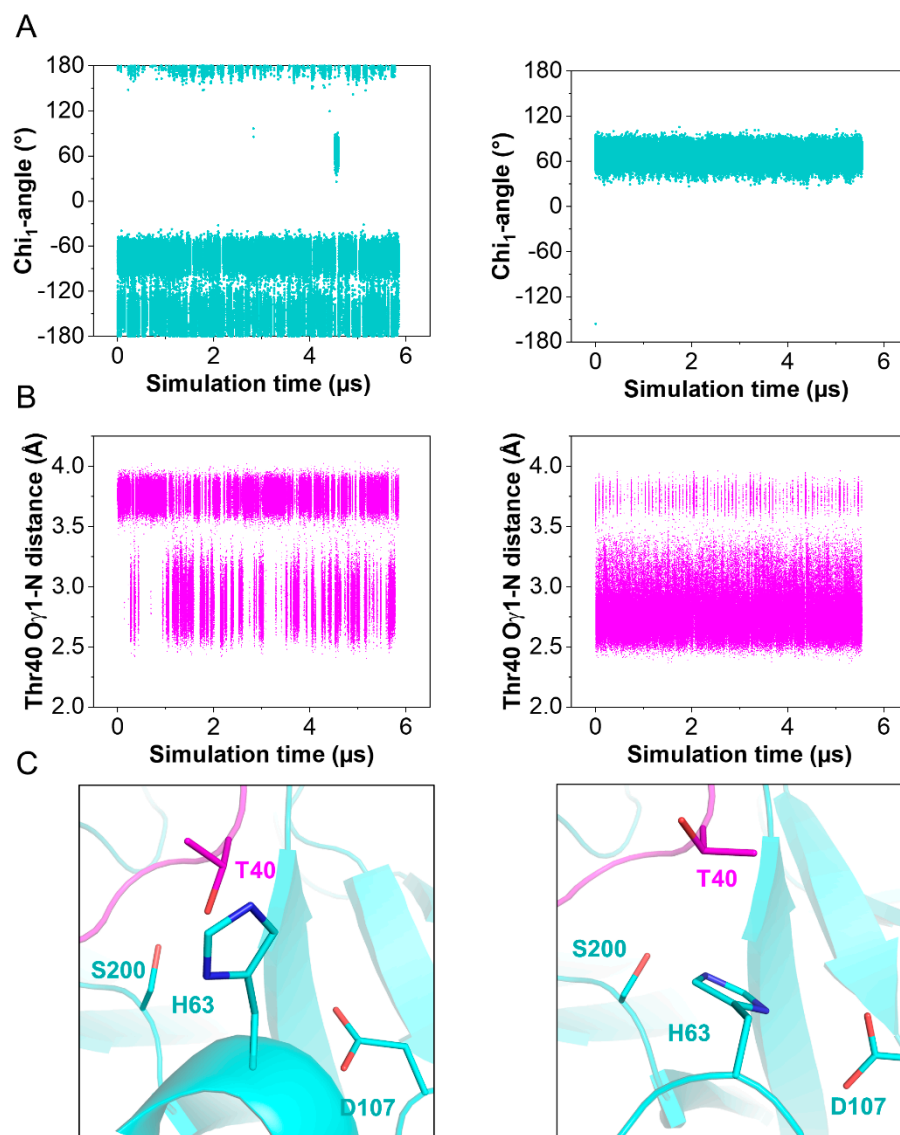 A
180
120
60
0
-60
-120
-180
Chi₁-angle (°)
0 2 4 6
Simulation time (µs)
180
120
60
0
-60
-120
-180
Chi₁-angle (°)
0 2 4 6
Simulation time (µs)
B
4.0
3.5
3.0
2.5
2.0
Thr40 Oγ1-N distance (Å)
0 2 4 6
Simulation time (µs)
4.0
3.5
3.0
2.5
2.0
Thr40 Oγ1-N distance (Å)
0 2 4 6
Simulation time (µs)
C
T40
S200
H63
D107
T40
S200
H63
D107